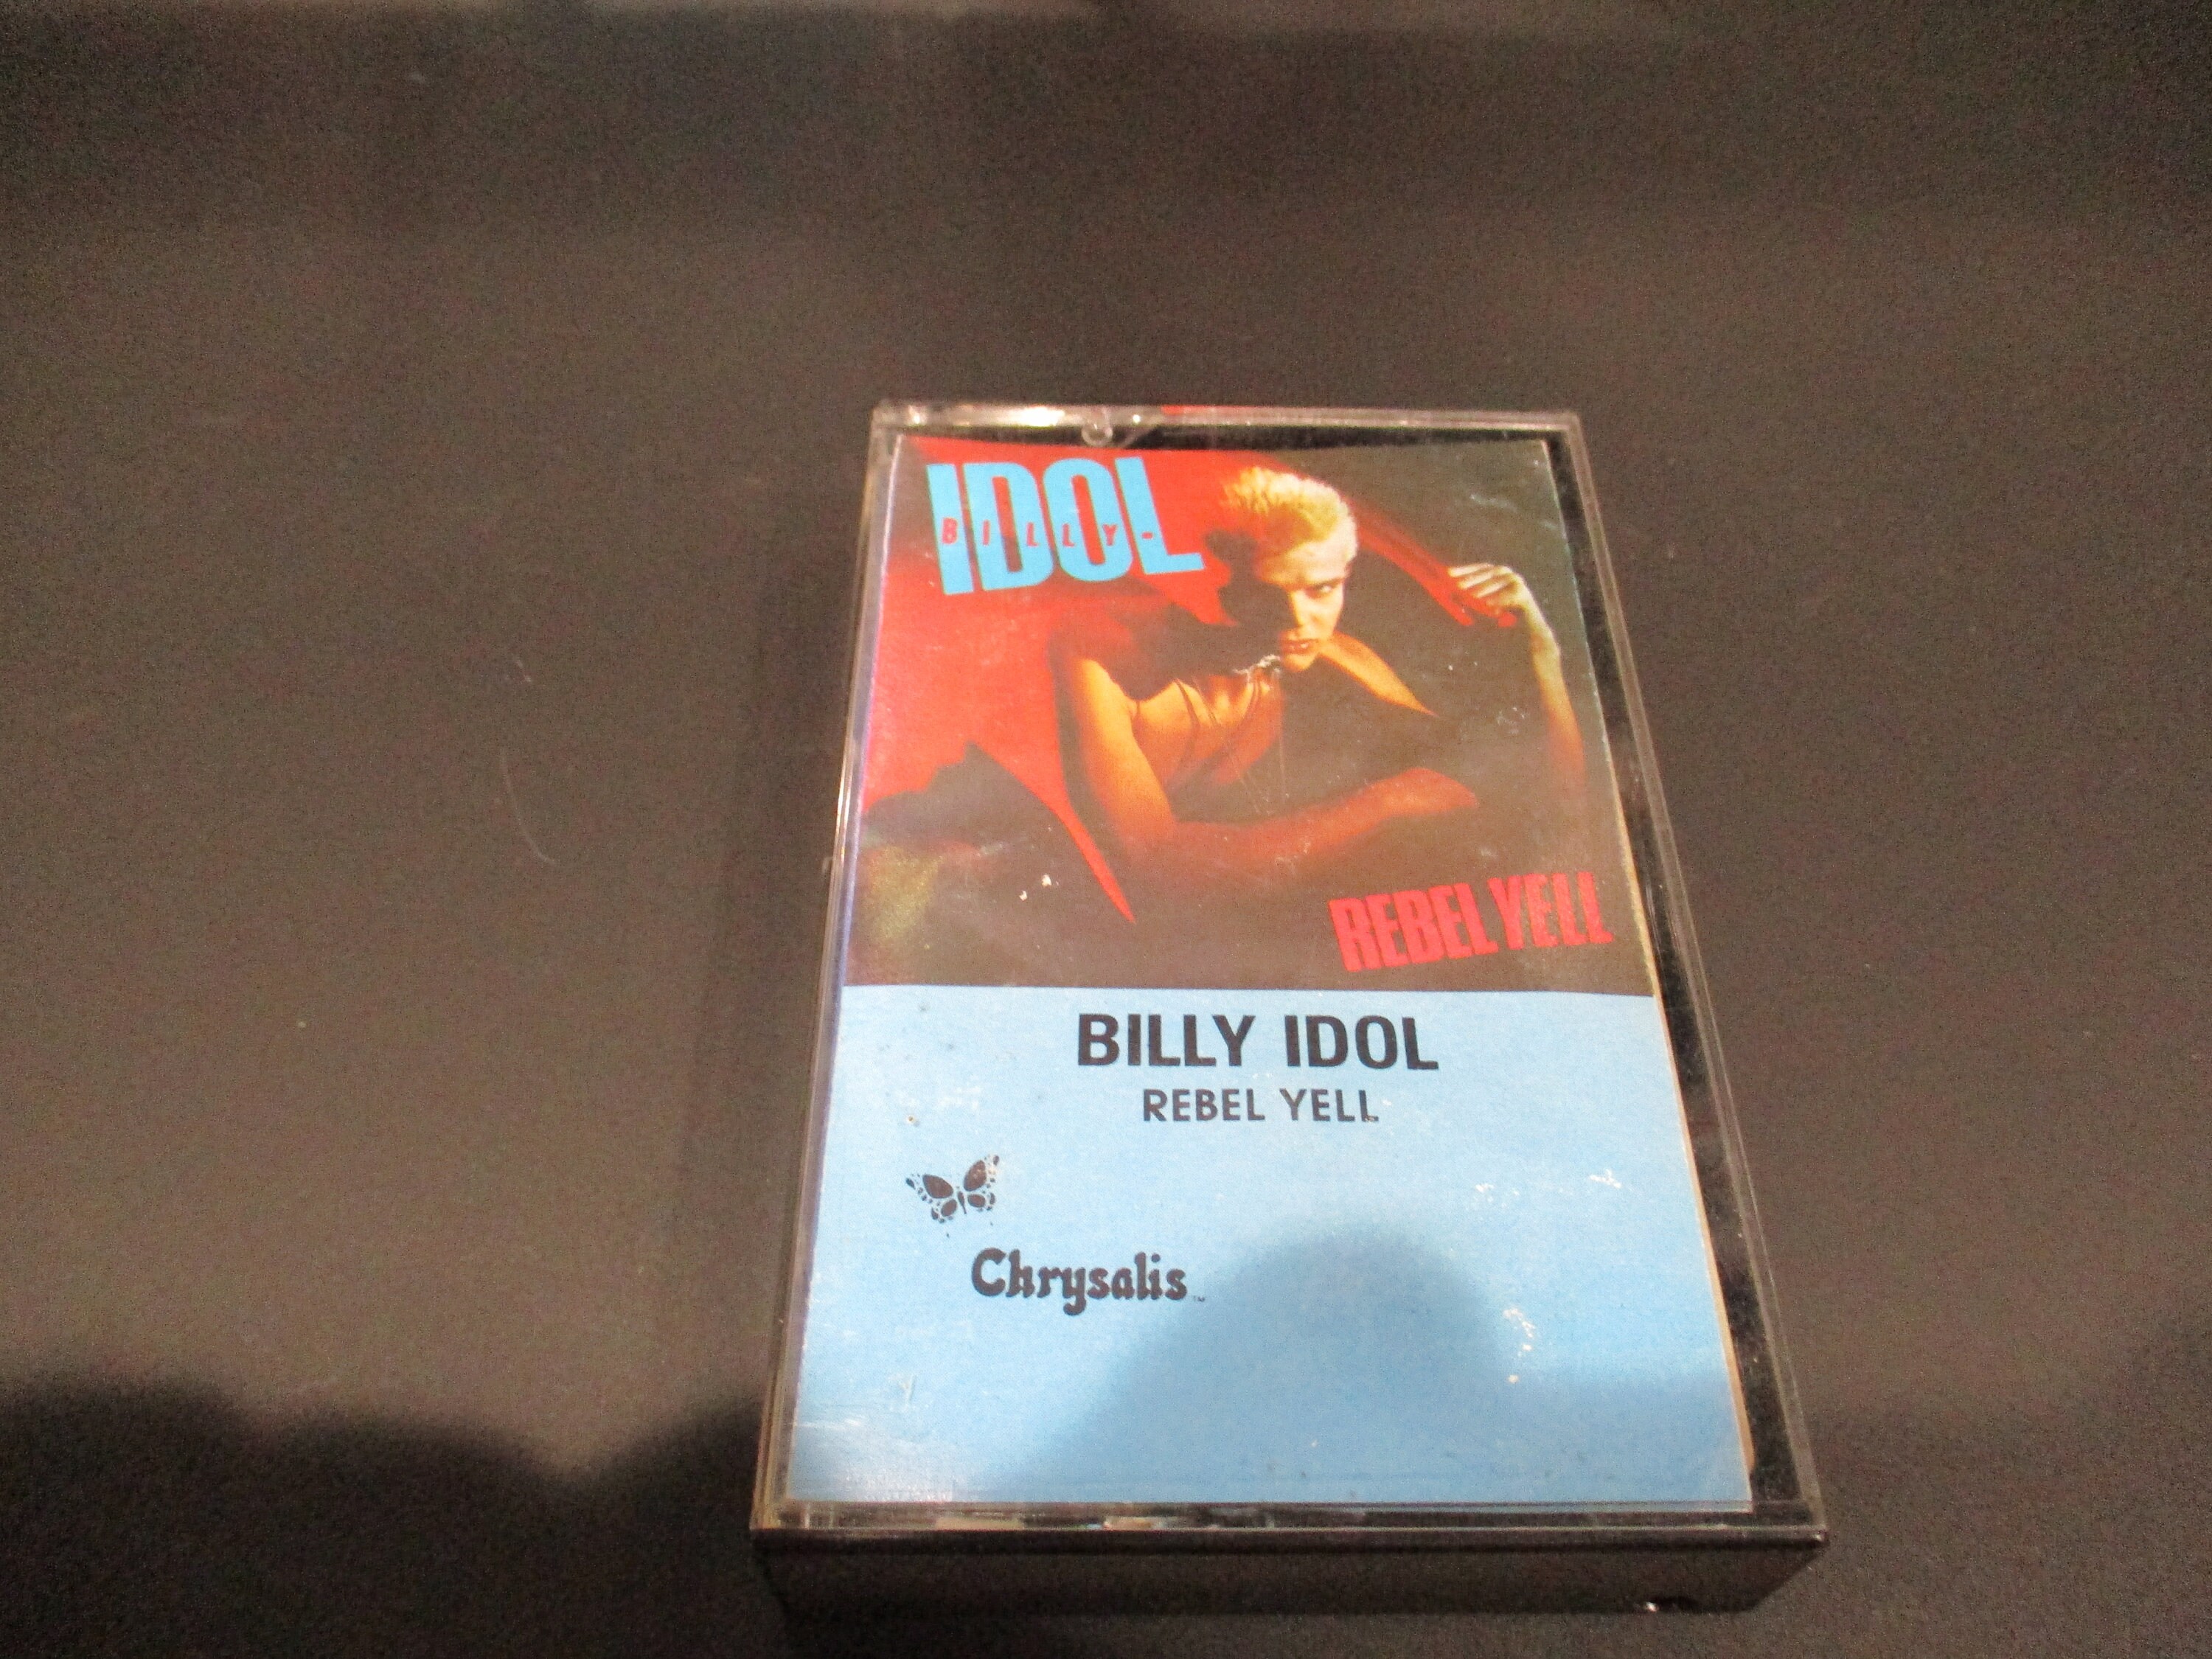 IDOL
BILLY
REBEL YELL
BILLY IDOL
REBEL YELL
Chrysalis